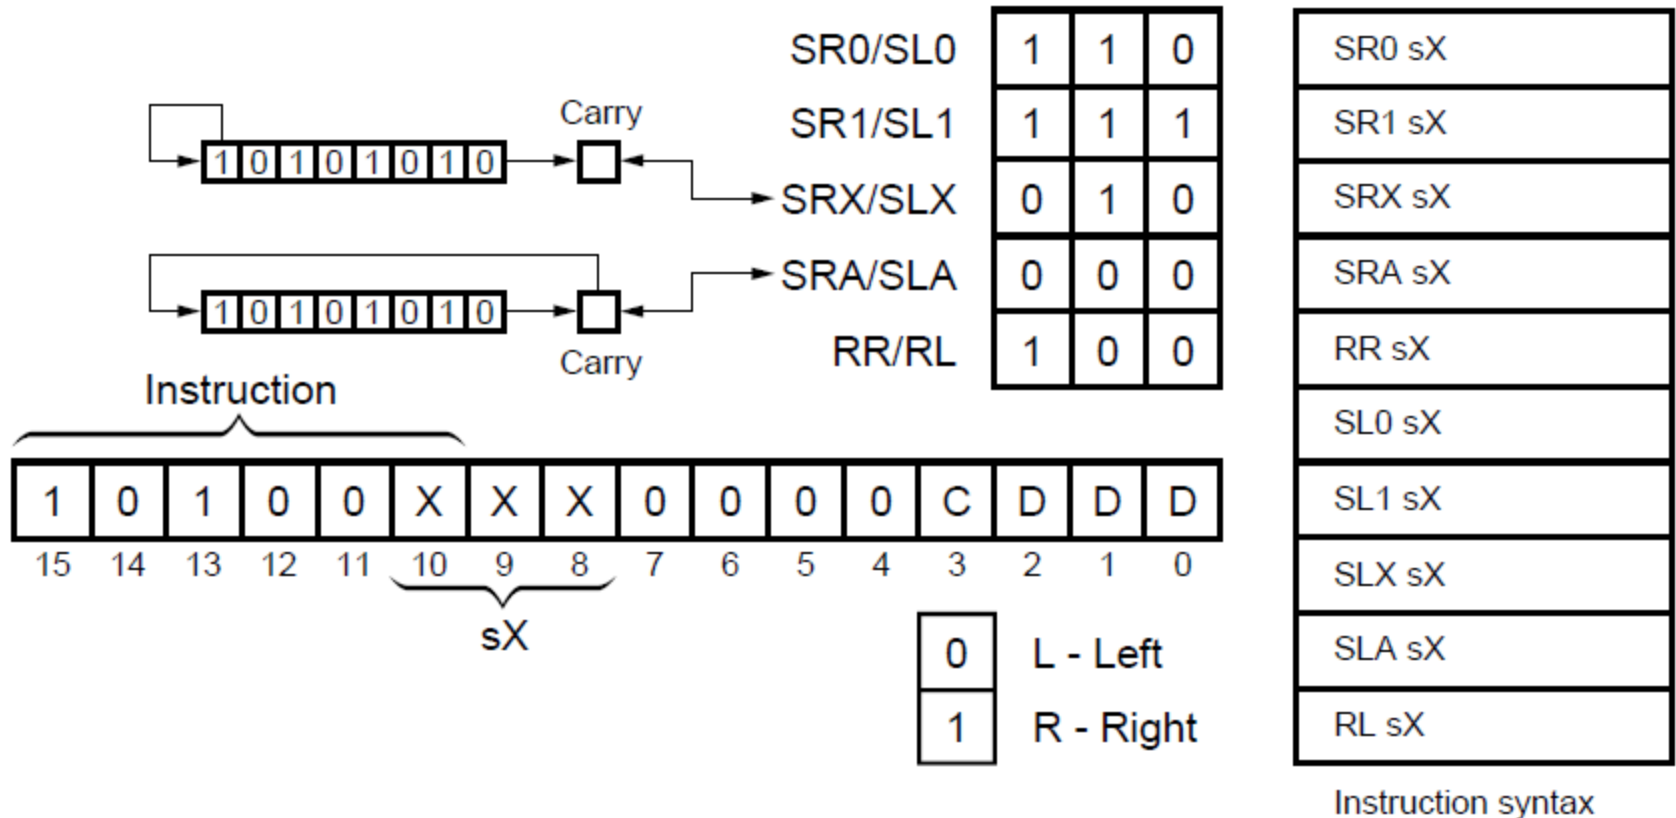 SR0/SL0 1 1 0 SR0 sX
Carry
SR1/SL1 1 1 1 SR1 sX
1 0 1 0 1 0 1 0
SRX/SLX 0 1 0 SRX sX
SRA/SLA 0 0 0 SRA sX
1 0 1 0 1 0 1 0
RR/RL 1 0 0 RR sX
Carry
Instruction
SL0 sX
1 0 1 0 0 X X X 0 0 0 0 C D D D SL1 sX
15 14 13 12 11 10 9 8 7 6 5 4 3 2 1 0 SLX sX
sX
0 L - Left SLA sX
1 R - Right RL sX
Instruction syntax